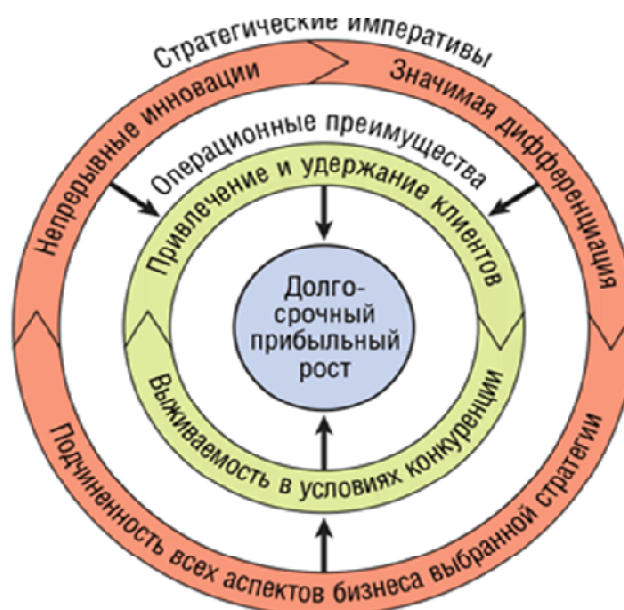 Стратегические императивы
Непрерывные инновации
Значимая дифференциация
Операционные преимущества
Привлечение и удержание клиентов
Долго-
срочный
прибыльный
рост
Выживаемость в условиях конкуренции
Подчиненность всех аспектов бизнеса выбранной стратегии